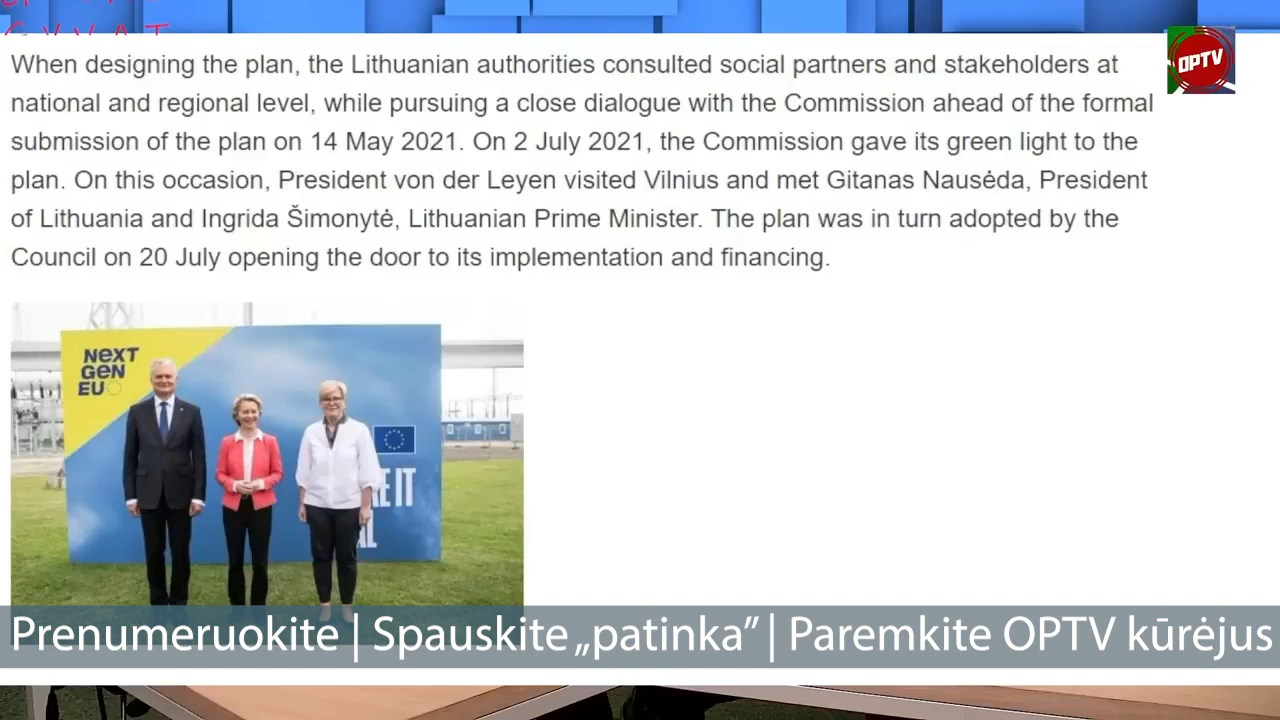 When designing the plan, the Lithuanian authorities consulted social partners and stakeholders at
national and regional level, while pursuing a close dialogue with the Commission ahead of the formal
submission of the plan on 14 May 2021. On 2 July 2021, the Commission gave its green light to the
plan. On this occasion, President von der Leyen visited Vilnius and met Gitanas Nausėda, President
of Lithuania and Ingrida Šimonytė, Lithuanian Prime Minister. The plan was in turn adopted by the
Council on 20 July opening the door to its implementation and financing.
OPTV
NEXT
GEN
EU
IT
Prenumeruokite | Spauskite „patinka” | Paremkite OPTV kūrėjus